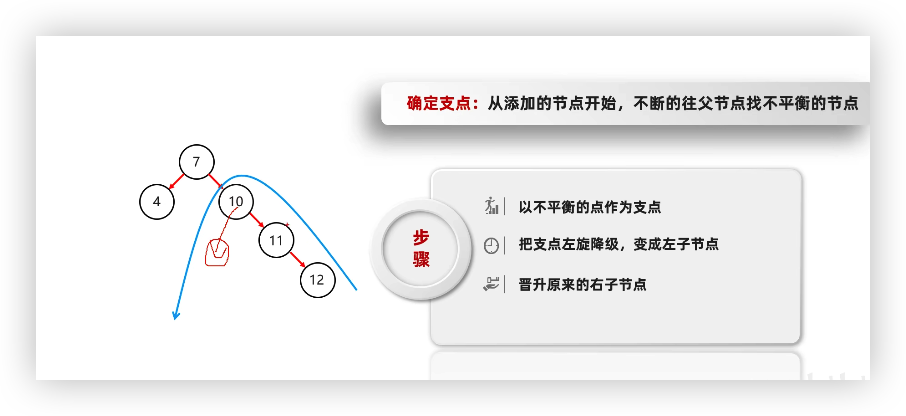 确定支点：从添加的节点开始，不断的往父节点找不平衡的节点
7
4
10
11
12
步
骤
以不平衡的点作为支点
把支点左旋降级，变成左子节点
晋升原来的右子节点